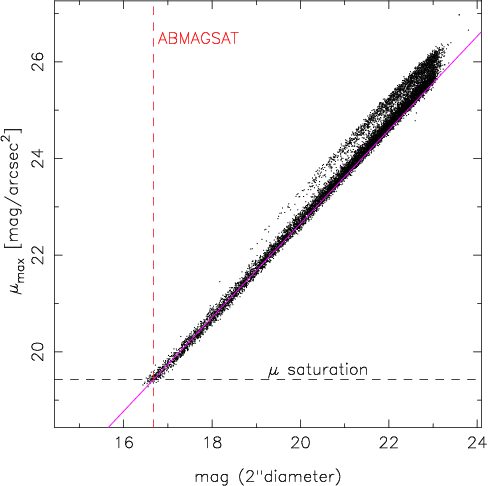 ABMAGSAT
26
24
22
20
μmax [mag/arcsec²]
μ saturation
16 18 20 22 24
mag (2"diameter)